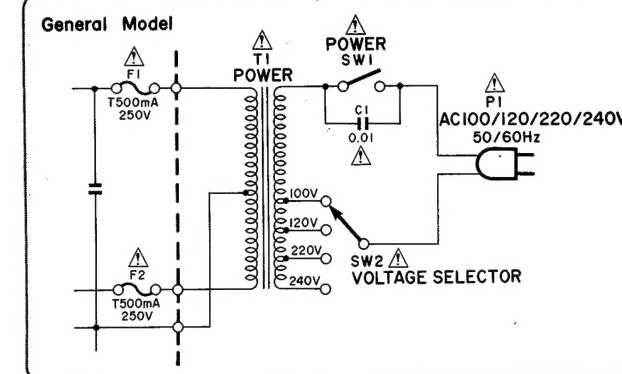 General Model
F1
T500mA
250V
T1
POWER
POWER
SW1
C1
0.01
P1
AC100/120/220/240V
50/60Hz
100V
120V
220V
240V
SW2
VOLTAGE SELECTOR
F2
T500mA
250V